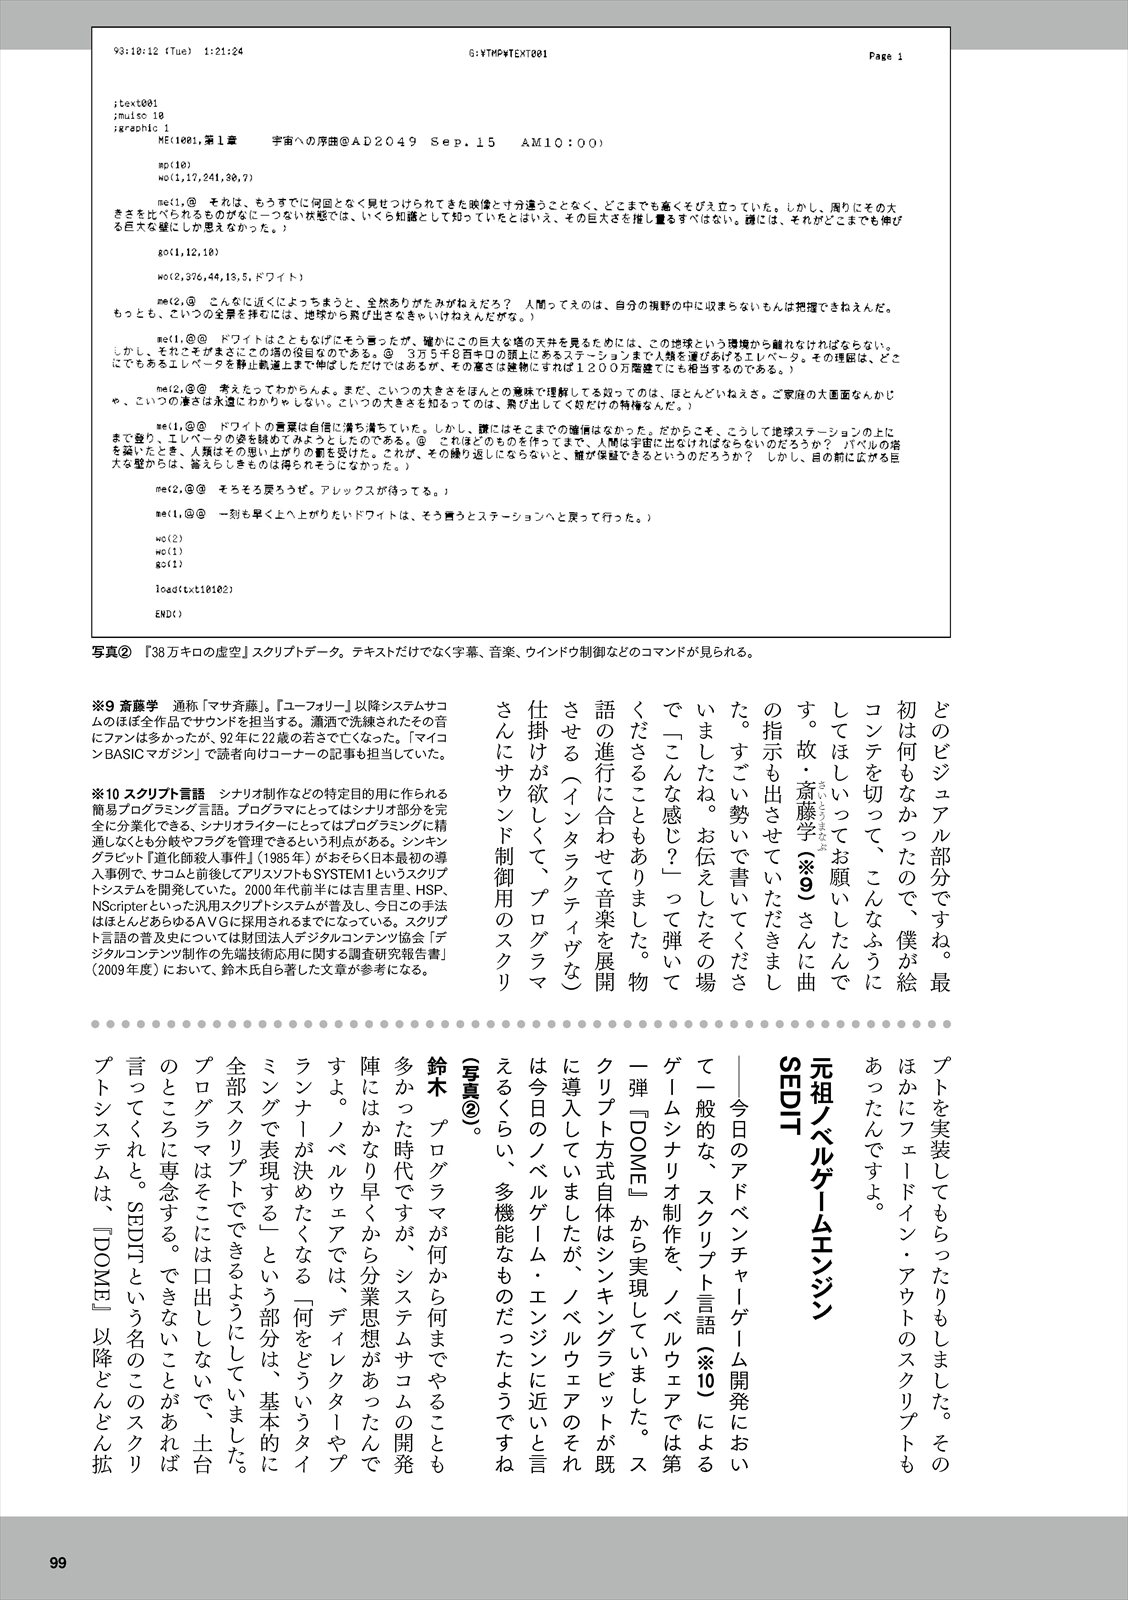 93:10:12 (Tue)  1:21:24
G:¥TMP¥TEXT001
Page 1
;text001
;muiso 10
;graphic 1
ME(1001,第１章　　宇宙への序曲@ＡＤ２０４９　Ｓｅｐ．１５　ＡＭ１０：００)
mp(10)
wo(1,17,241,30,7)
me(1,@　それは、もうすでに何回となく見せつけられてきた映像と寸分違うことなく、どこまでも高くそびえ立っていた。しかし、周りにその大
きさを比べられるものがなに一つない状態では、いくら知識として知っていたとはいえ、その巨大さを推し量るすべはない。謙には、それがどこまでも伸び
る巨大な壁にしか思えなかった。)
go(1,12,10)
wo(2,376,44,13,5,ドワイト)
me(2,@　こんなに近くによっちまうと、全然ありがたみがねえだろ？　人間ってえのは、自分の視野の中に収まらないもんは把握できねえんだ。
もっとも、こいつの全景を拝むには、地球から飛び出さなきゃいけねえんだがな。)
me(1,@@　ドワイトはこともなげにそう言ったが、確かにこの巨大な塔の天井を見るためには、この地球という環境から離れなければならない。
しかし、それこそがまさにこの塔の役目なのである。@　３万５千８百キロの頭上にあるステーションまで人類を運びあげるエレベータ。その理屈は、どこ
にでもあるエレベータを静止軌道上まで伸ばしただけではあるが、その高さは建物にすれば１２００万階建てにも相当するのである。)
me(2,@@　考えたってわからんよ。まだ、こいつの大きさをほんとの意味で理解してる奴ってのは、ほとんどいねえさ。ご家庭の大画面なんかじ
ゃ、こいつの凄さは永遠にわかりゃしない。こいつの大きさを知るってのは、飛び出してく奴だけの特権なんだ。)
me(1,@@　ドワイトの言葉は自信に満ち満ちていた。しかし、謙にはそこまでの確信はなかった。だからこそ、こうして地球ステーションの上に
まで登り、エレベータの姿を眺めてみようとしたのである。@　これほどのものを作ってまで、人間は宇宙に出なければならないのだろうか？　バベルの塔
を築いたとき、人類はその思い上がりの罰を受けた。これが、その繰り返しにならないと、誰が保証できるというのだろうか？　しかし、目の前に広がる巨
大な壁からは、答えらしきものは得られそうになかった。)
me(2,@@　そろそろ戻ろうぜ。アレックスが待ってる。)
me(1,@@　一刻も早く上へ上がりたいドワイトは、そう言うとステーションへと戻って行った。)
wo(2)
wo(1)
go(1)
load(txt10102)
END()
写真②　『38万キロの虚空』スクリプトデータ。テキストだけでなく字幕、音楽、ウインドウ制御などのコマンドが見られる。
どのビジュアル部分ですね。最
初は何もなかったので、僕が絵
コンテを切って、こんなふうに
してほしいってお願いしたんで
す。故・斎藤学（※9）さんに曲
さいとうまなぶ
の指示も出させていただきまし
た。すごい勢いで書いてくださ
いましたね。お伝えしたその場
で「こんな感じ？」って弾いて
くださることもありました。物
語の進行に合わせて音楽を展開
させる（インタラクティヴな）
仕掛けが欲しくて、プログラマ
さんにサウンド制御用のスクリ
※9 斎藤学　通称「マサ斉藤」。『ユーフォリー』以降システムサコ
ムのほぼ全作品でサウンドを担当する。瀟洒で洗練されたその音
にファンは多かったが、92年に22歳の若さで亡くなった。「マイコ
ンBASICマガジン」で読者向けコーナーの記事も担当していた。
※10 スクリプト言語　シナリオ制作などの特定目的用に作られる
簡易プログラミング言語。プログラマにとってはシナリオ部分を完
全に分業化できる、シナリオライターにとってはプログラミングに精
通しなくとも分岐やフラグを管理できるという利点がある。シンキン
グラビット『道化師殺人事件』（1985年）がおそらく日本最初の導
入事例で、サコムと前後してアリスソフトもSYSTEM1というスクリプ
トシステムを開発していた。2000年代前半には吉里吉里、HSP、
NScripterといった汎用スクリプトシステムが普及し、今日この手法
はほとんどあらゆるAVGに採用されるまでになっている。スクリプ
ト言語の普及史については財団法人デジタルコンテンツ協会「デ
ジタルコンテンツ制作の先端技術応用に関する調査研究報告書」
（2009年度）において、鈴木氏自ら著した文章が参考になる。
プトを実装してもらったりもしました。その
ほかにフェードイン・アウトのスクリプトも
あったんですよ。
元祖ノベルゲームエンジン
SEDIT
――今日のアドベンチャーゲーム開発におい
て一般的な、スクリプト言語（※10）による
ゲームシナリオ制作を、ノベルウェアでは第
一弾『DOME』から実現していました。ス
クリプト方式自体はシンキングラビットが既
に導入していましたが、ノベルウェアのそれ
は今日のノベルゲーム・エンジンに近いと言
えるくらい、多機能なものだったようですね
（写真②）。
鈴木　プログラマが何から何までやることも
多かった時代ですが、システムサコムの開発
陣にはかなり早くから分業思想があったんで
すよ。ノベルウェアでは、ディレクターやプ
ランナーが決めたくなる「何をどういうタイ
ミングで表現する」という部分は、基本的に
全部スクリプトでできるようにしていました。
プログラマはそこには口出ししないで、土台
のところに専念する。できないことがあれば
言ってくれと。SEDITという名のこのスクリ
プトシステムは、『DOME』以降どんどん拡
99